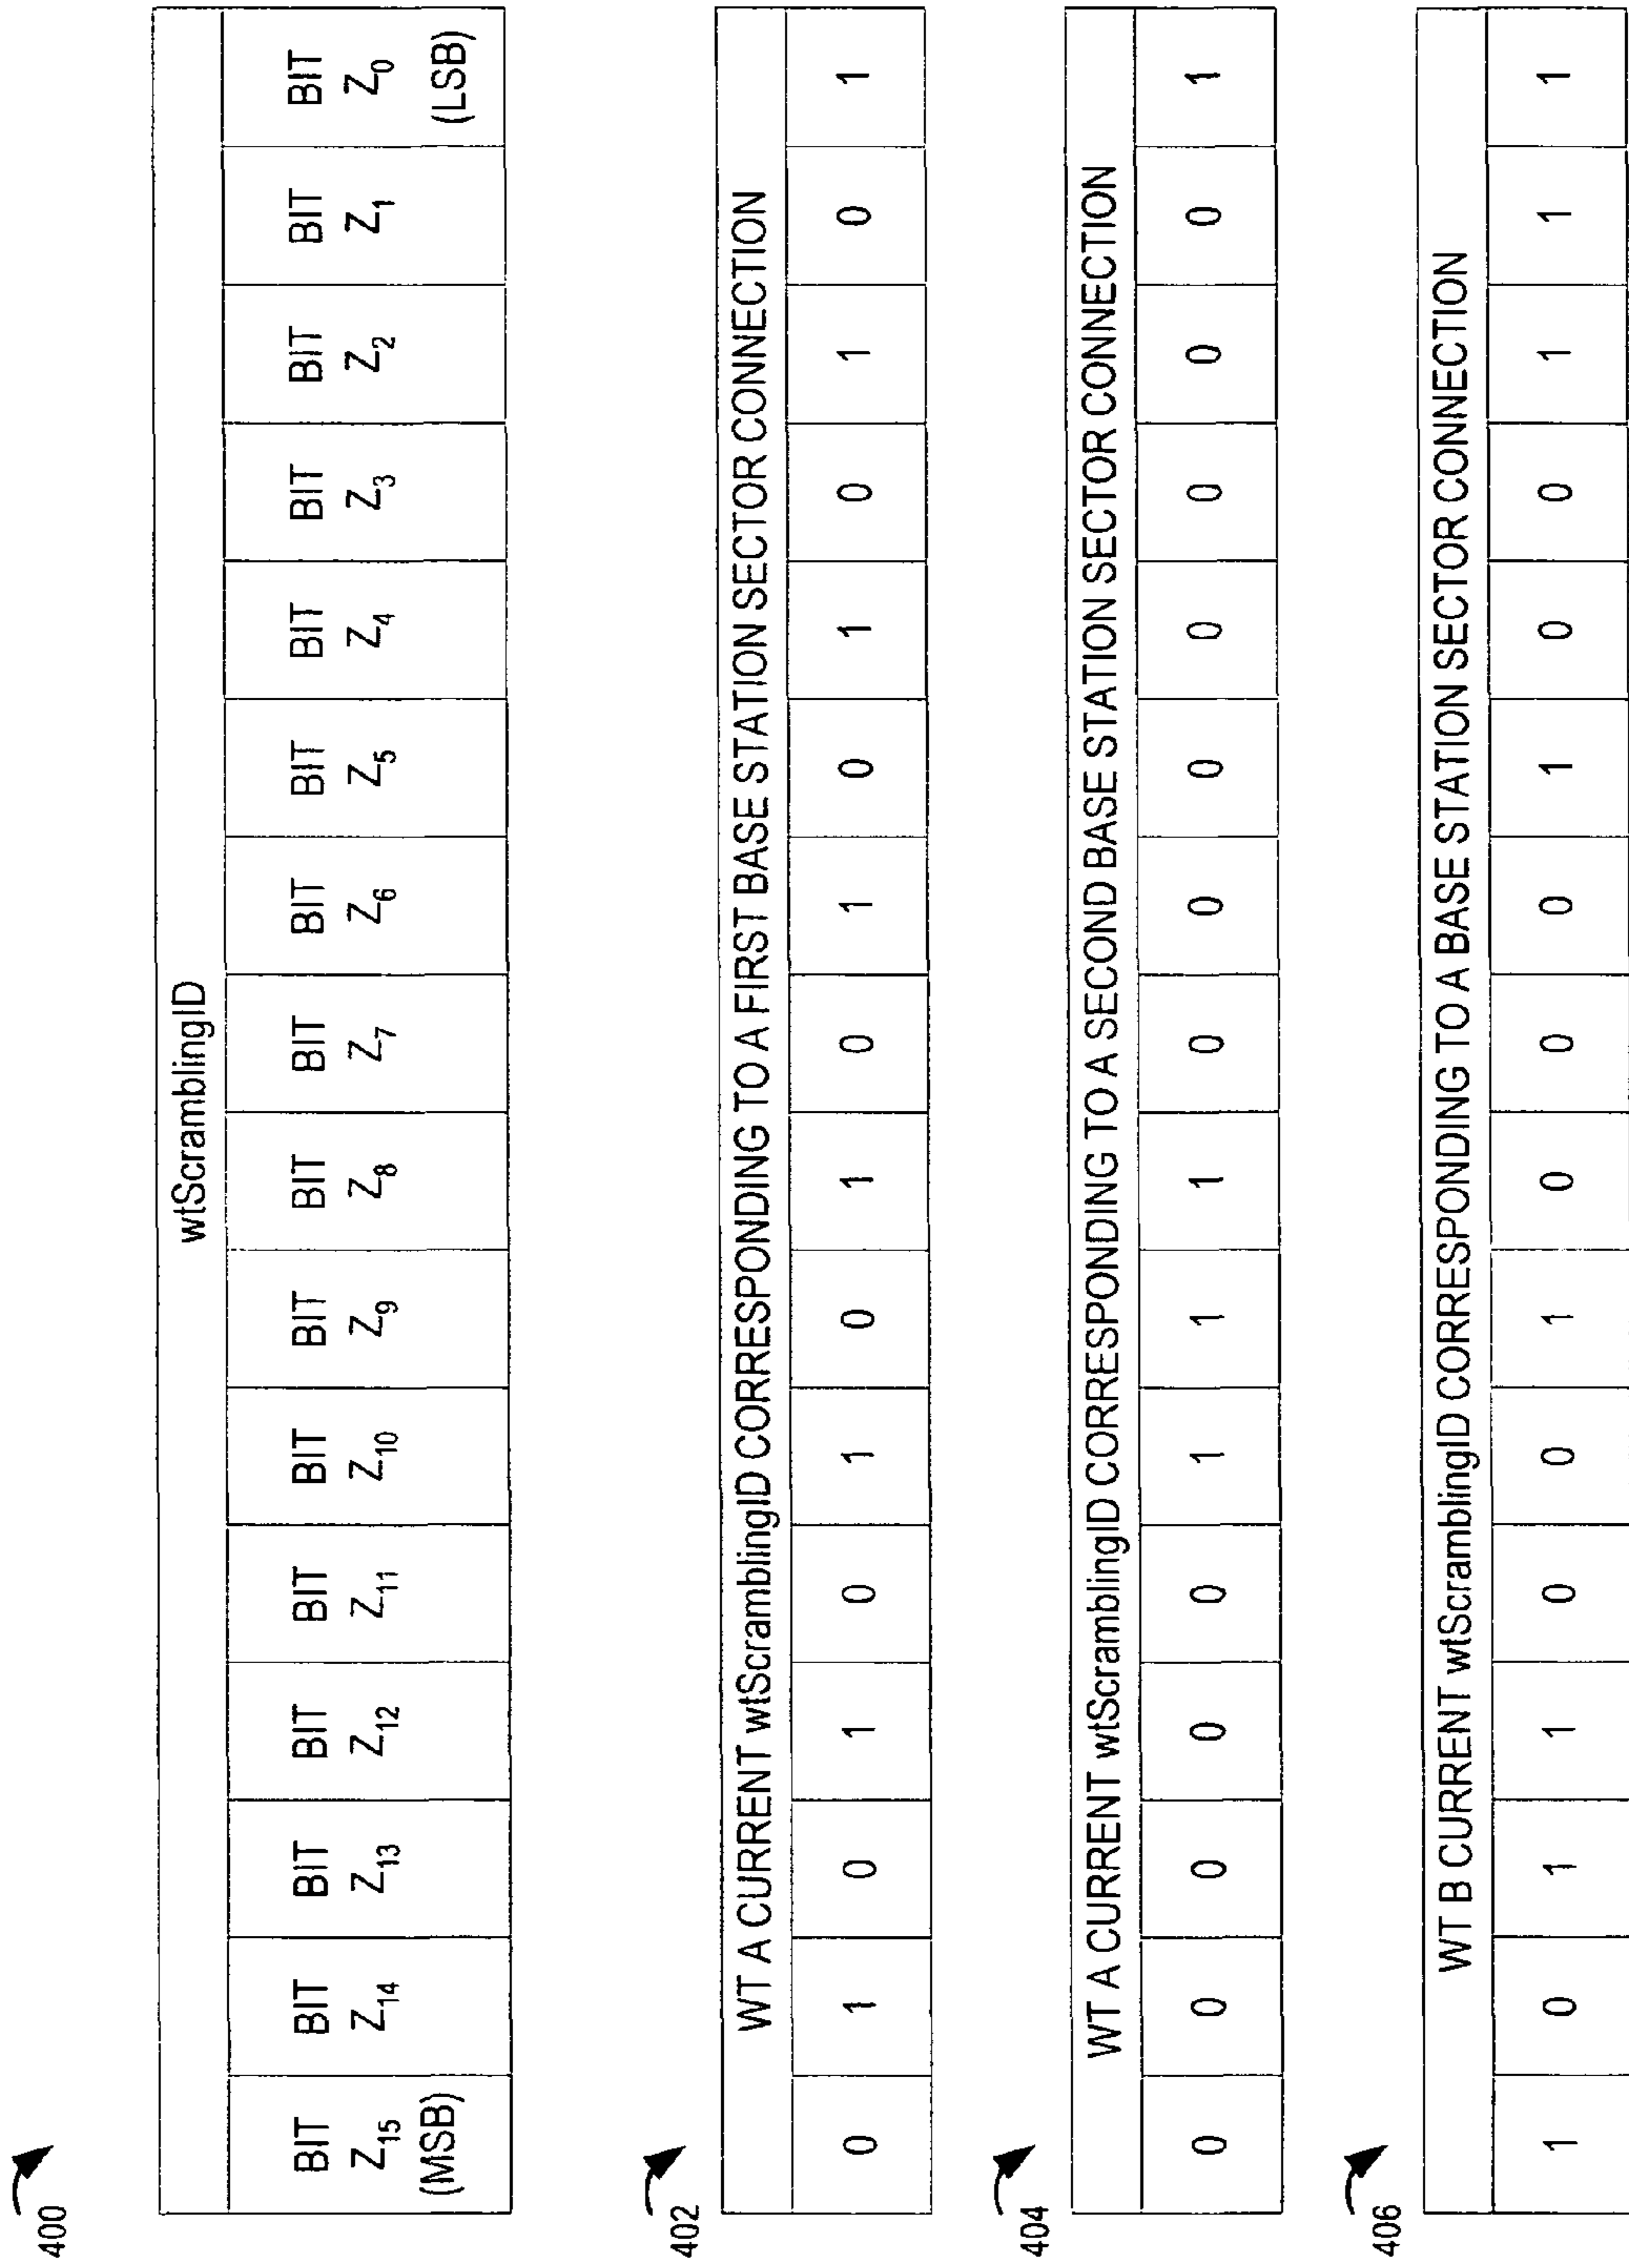 400
wtScramblingID
BIT Z15 (MSB) BIT Z14 BIT Z13 BIT Z12 BIT Z11 BIT Z10 BIT Z9 BIT Z8 BIT Z7 BIT Z6 BIT Z5 BIT Z4 BIT Z3 BIT Z2 BIT Z1 BIT Z0 (LSB)
402
WT A CURRENT wtScramblingID CORRESPONDING TO A FIRST BASE STATION SECTOR CONNECTION
0 1 0 1 0 1 0 1 0 1 0 1 0 1 0 1
404
WT A CURRENT wtScramblingID CORRESPONDING TO A SECOND BASE STATION SECTOR CONNECTION
0 0 0 0 0 1 1 1 0 0 0 0 0 0 0 1
406
WT B CURRENT wtScramblingID CORRESPONDING TO A BASE STATION SECTOR CONNECTION
1 0 1 1 0 0 1 0 0 0 1 0 0 1 1 1